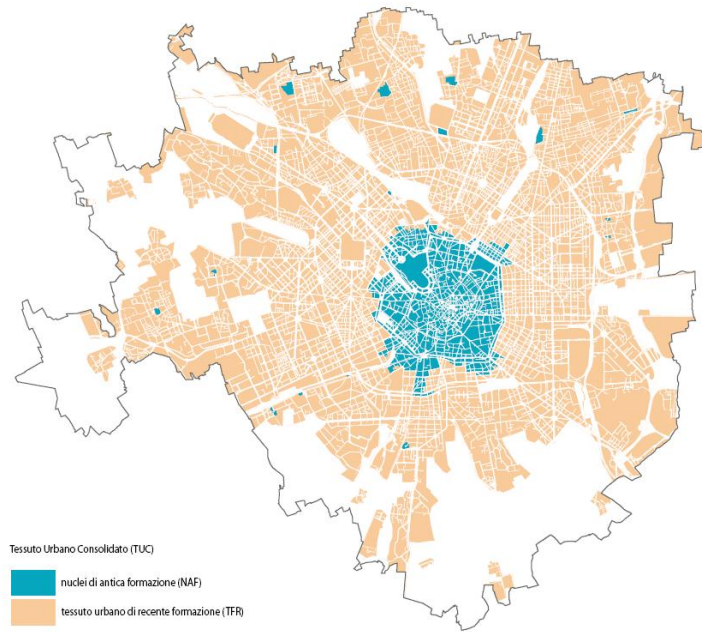 Tessuto Urbano Consolidato (TUC)
nuclei di antica formazione (NAF)
tessuto urbano di recente formazione (TFR)